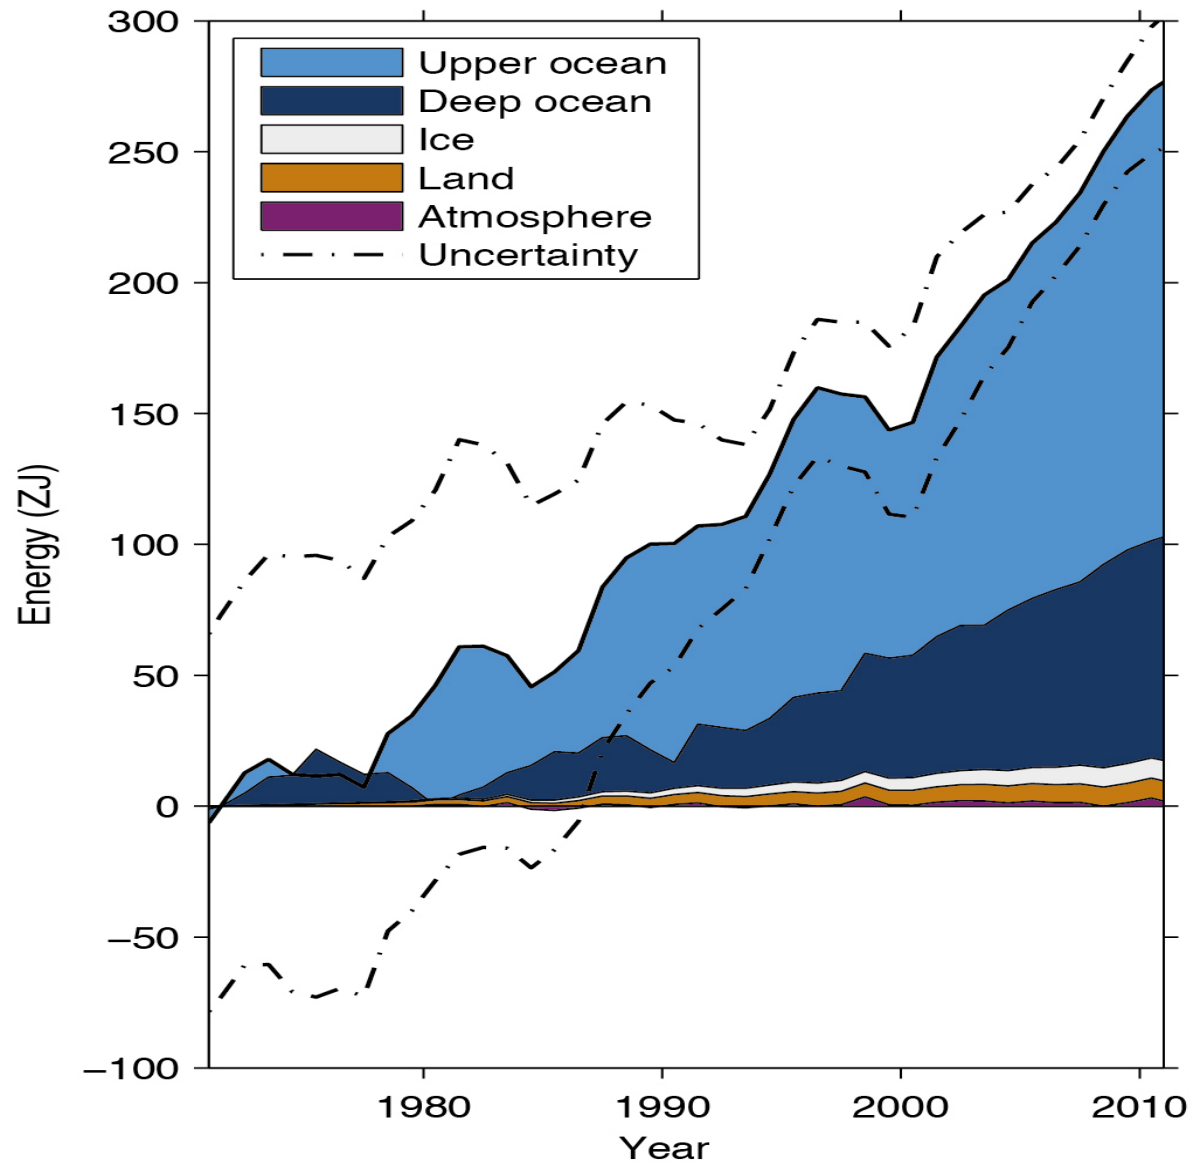 300
250
200
150
100
50
0
−50
−100
Upper ocean
Deep ocean
Ice
Land
Atmosphere
Uncertainty
Energy (ZJ)
1980 1990 2000 2010
Year